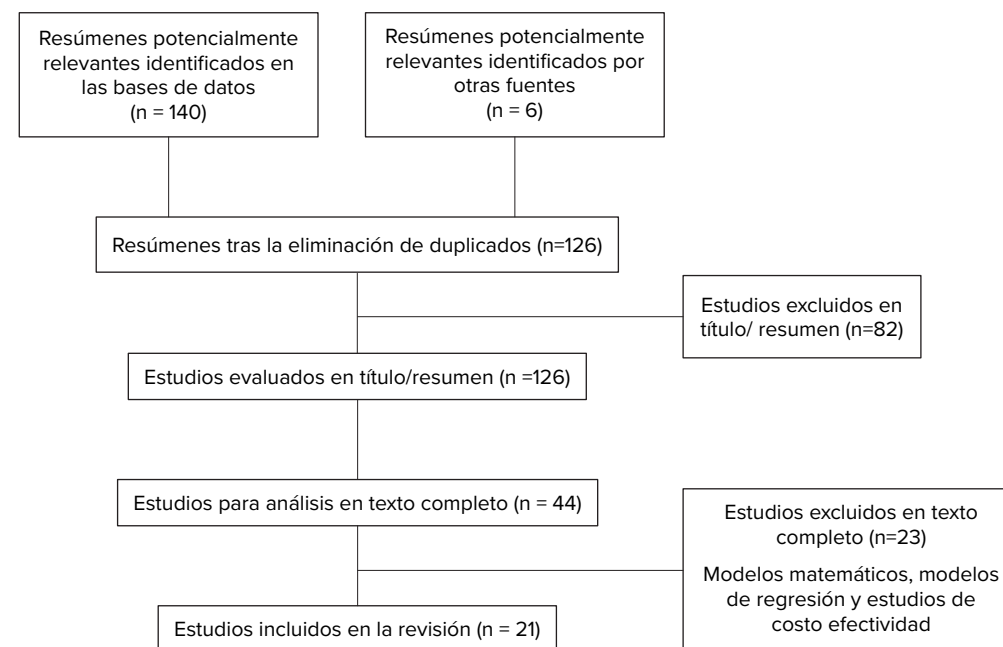 Resúmenes potencialmente
relevantes identificados en
las bases de datos
(n = 140)
Resúmenes potencialmente
relevantes identificados por
otras fuentes
(n = 6)
Resúmenes tras la eliminación de duplicados (n=126)
Estudios excluidos en
título/ resumen (n=82)
Estudios evaluados en título/resumen (n =126)
Estudios para análisis en texto completo (n = 44)
Estudios excluidos en texto
completo (n=23)
Modelos matemáticos, modelos
de regresión y estudios de
costo efectividad
Estudios incluidos en la revisión (n = 21)